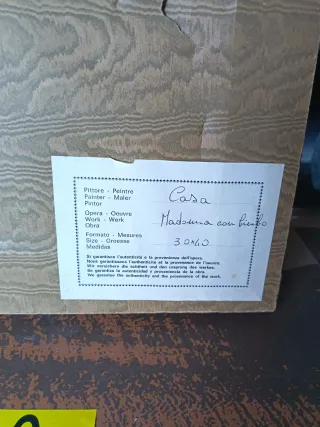 Pittore - Peintre
Painter - Maler
Pintor
Casa
Opera - Oeuvre
Work - Werk
Obra
Madonna con bimbo
Formato - Mesures
Size - Groesse
Medidas
30x40
Si garantisce l'autenticità e la provenienza dell'opera.
Nous garantissons l'authenticité et la provenance de l'oeuvre.
Wir versichern die echtheit und den ursprung des werkes.
Se garantiza la autenticidad y procedencia de la obra.
We guarantee the authenticity and the provenance of the work.